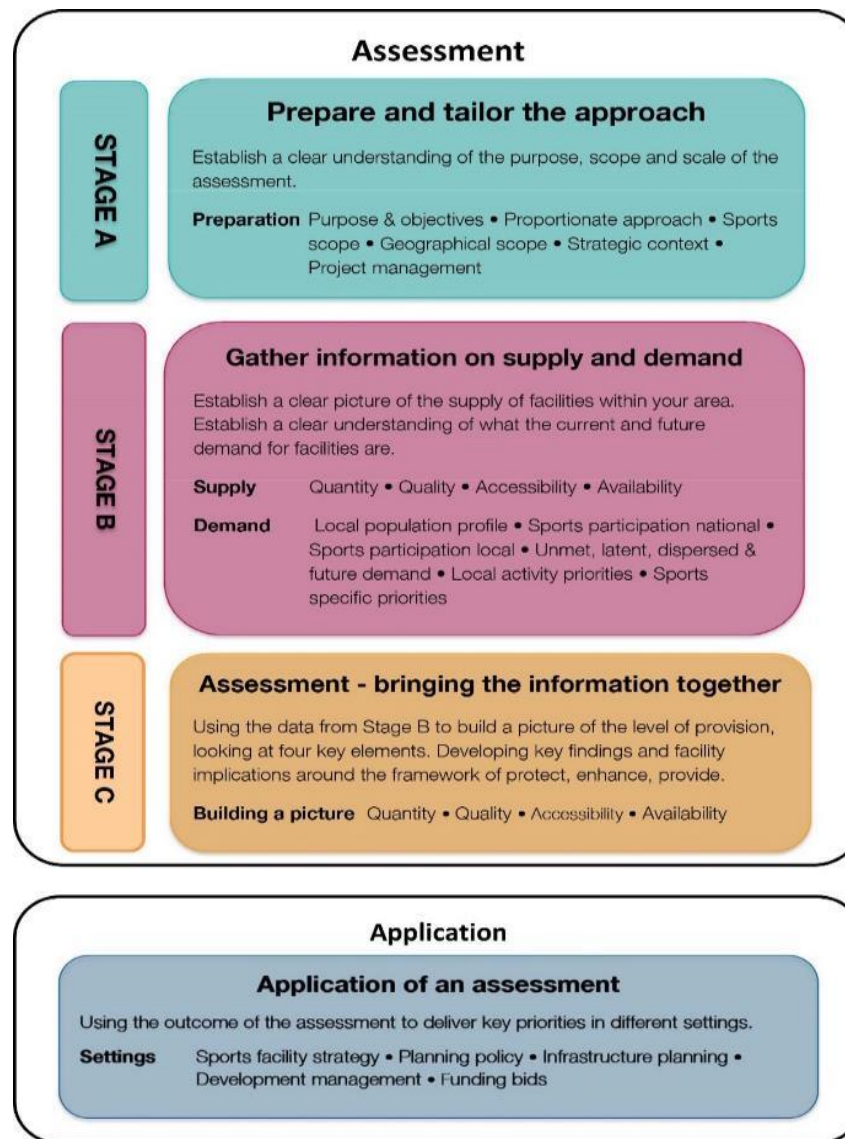 Assessment
STAGE A
Prepare and tailor the approach
Establish a clear understanding of the purpose, scope and scale of the
assessment.
Preparation Purpose & objectives • Proportionate approach • Sports
scope • Geographical scope • Strategic context •
Project management
STAGE B
Gather information on supply and demand
Establish a clear picture of the supply of facilities within your area.
Establish a clear understanding of what the current and future
demand for facilities are.
Supply Quantity • Quality • Accessibility • Availability
Demand Local population profile • Sports participation national •
Sports participation local • Unmet, latent, dispersed &
future demand • Local activity priorities • Sports
specific priorities
STAGE C
Assessment - bringing the information together
Using the data from Stage B to build a picture of the level of provision,
looking at four key elements. Developing key findings and facility
implications around the framework of protect, enhance, provide.
Building a picture Quantity • Quality • Accessibility • Availability
Application
Application of an assessment
Using the outcome of the assessment to deliver key priorities in different settings.
Settings Sports facility strategy • Planning policy • Infrastructure planning •
Development management • Funding bids